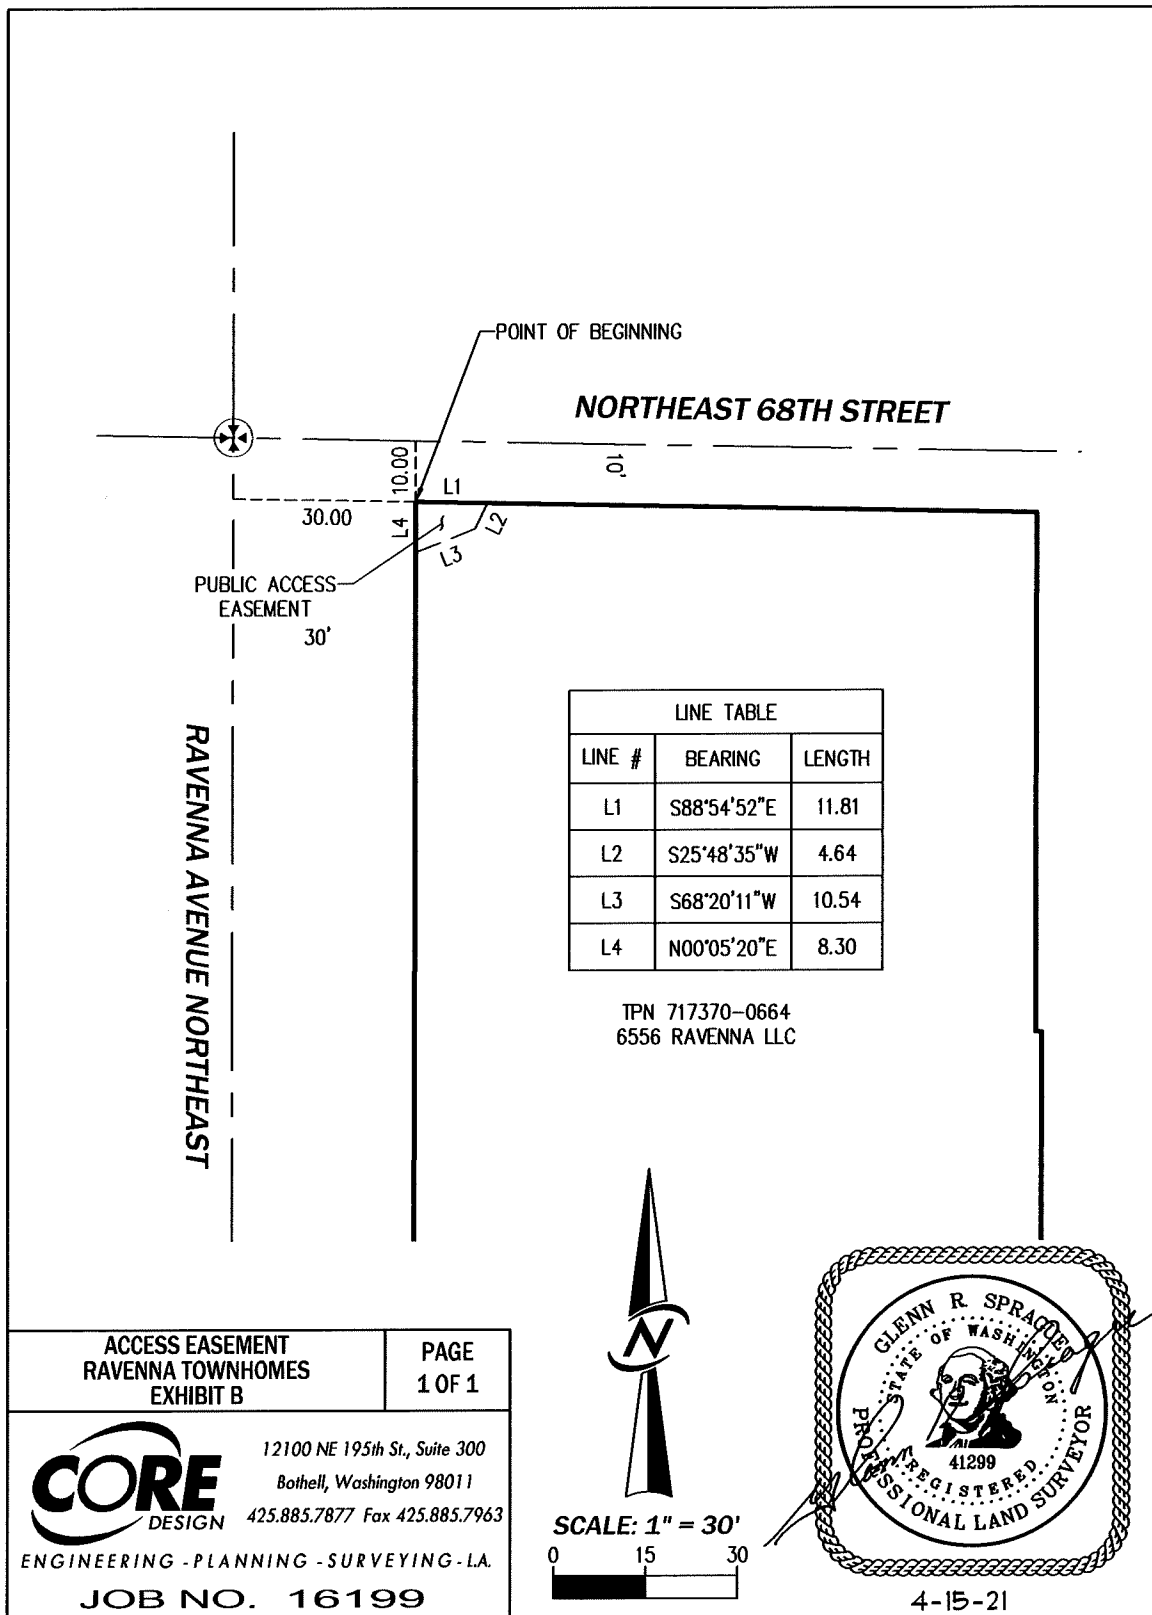 POINT OF BEGINNING
NORTHEAST 68TH STREET
10.00
10'
L1
30.00
L4
L2
L3
PUBLIC ACCESS
EASEMENT
30'
RAVENNA AVENUE NORTHEAST
LINE TABLE
LINE # BEARING LENGTH
L1 S88°54'52"E 11.81
L2 S25°48'35"W 4.64
L3 S68°20'11"W 10.54
L4 N00°05'20"E 8.30
TPN 717370-0664
6556 RAVENNA LLC
N
SCALE: 1" = 30'
0 15 30
ACCESS EASEMENT
RAVENNA TOWNHOMES
EXHIBIT B
PAGE
1 OF 1
CORE
DESIGN
12100 NE 195th St., Suite 300
Bothell, Washington 98011
425.885.7877 Fax 425.885.7963
ENGINEERING - PLANNING - SURVEYING - L.A.
JOB NO. 16199
GLENN R. SPRAGUE
STATE OF WASHINGTON
41299
REGISTERED
PROFESSIONAL LAND SURVEYOR
4-15-21